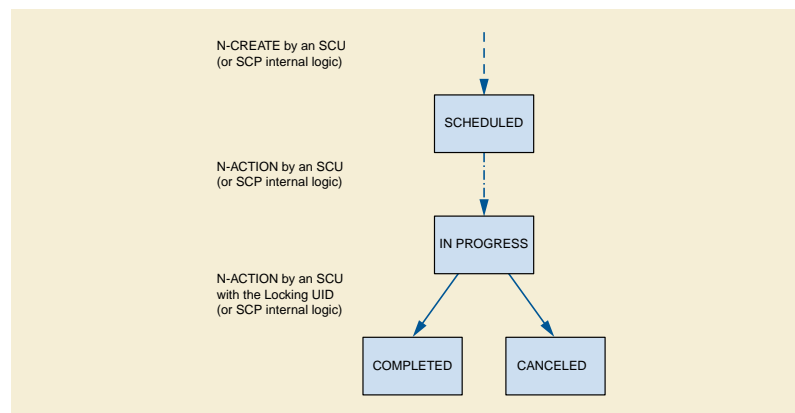 N-CREATE by an SCU
(or SCP internal logic)
SCHEDULED
N-ACTION by an SCU
(or SCP internal logic)
IN PROGRESS
N-ACTION by an SCU
with the Locking UID
(or SCP internal logic)
COMPLETED
CANCELED